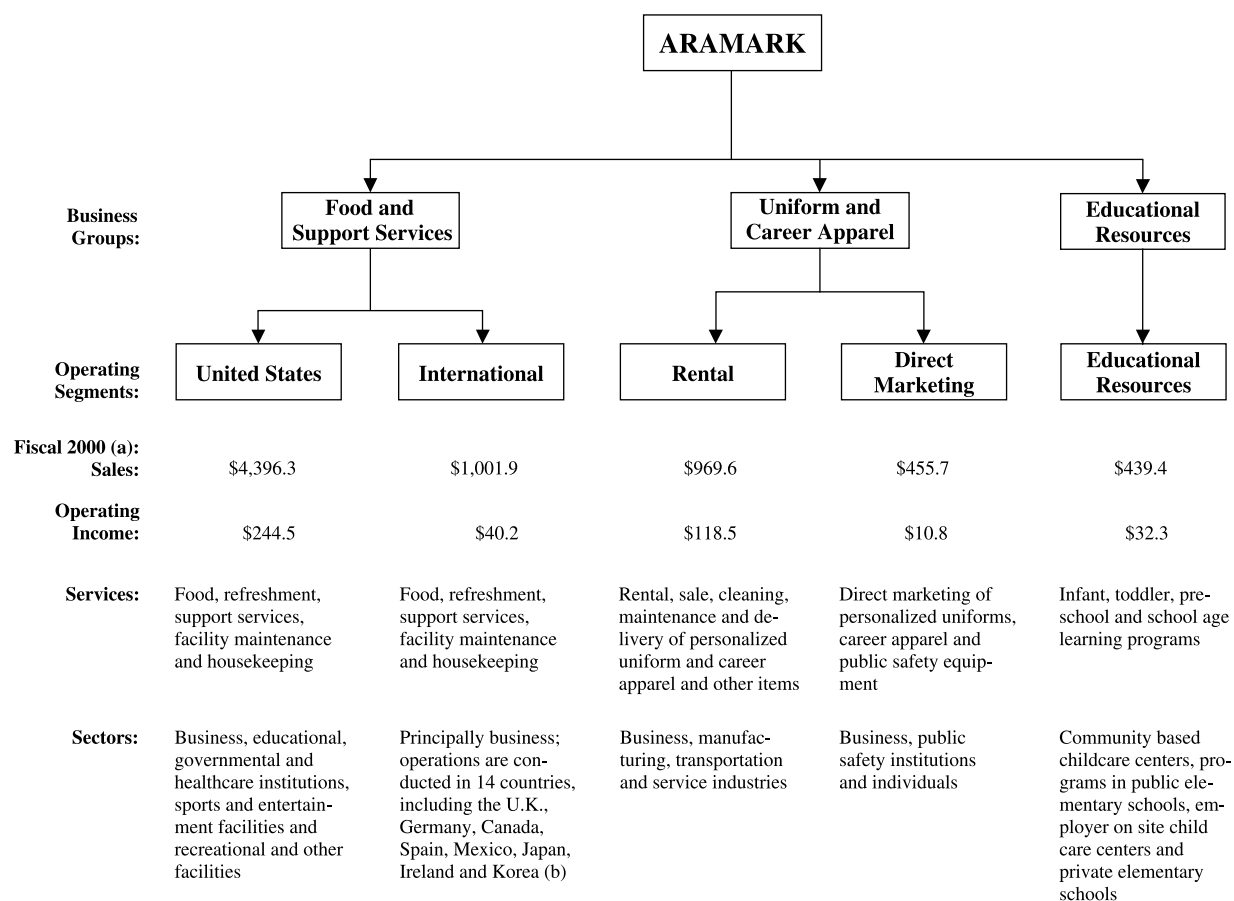 ARAMARK
Business
Groups:
Food and
Support Services
Uniform and
Career Apparel
Educational
Resources
Operating
Segments:
United States
International
Rental
Direct
Marketing
Educational
Resources
Fiscal 2000 (a):
Sales:
$4,396.3
$1,001.9
$969.6
$455.7
$439.4
Operating
Income:
$244.5
$40.2
$118.5
$10.8
$32.3
Services:
Food, refreshment,
support services,
facility maintenance
and housekeeping
Food, refreshment,
support services,
facility maintenance
and housekeeping
Rental, sale, cleaning,
maintenance and de-
livery of personalized
uniform and career
apparel and other items
Direct marketing of
personalized uniforms,
career apparel and
public safety equip-
ment
Infant, toddler, pre-
school and school age
learning programs
Sectors:
Business, educational,
governmental and
healthcare institutions,
sports and entertain-
ment facilities and
recreational and other
facilities
Principally business;
operations are con-
ducted in 14 countries,
including the U.K.,
Germany, Canada,
Spain, Mexico, Japan,
Ireland and Korea (b)
Business, manufac-
turing, transportation
and service industries
Business, public
safety institutions
and individuals
Community based
childcare centers, pro-
grams in public ele-
mentary schools, em-
ployer on site child
care centers and
private elementary
schools